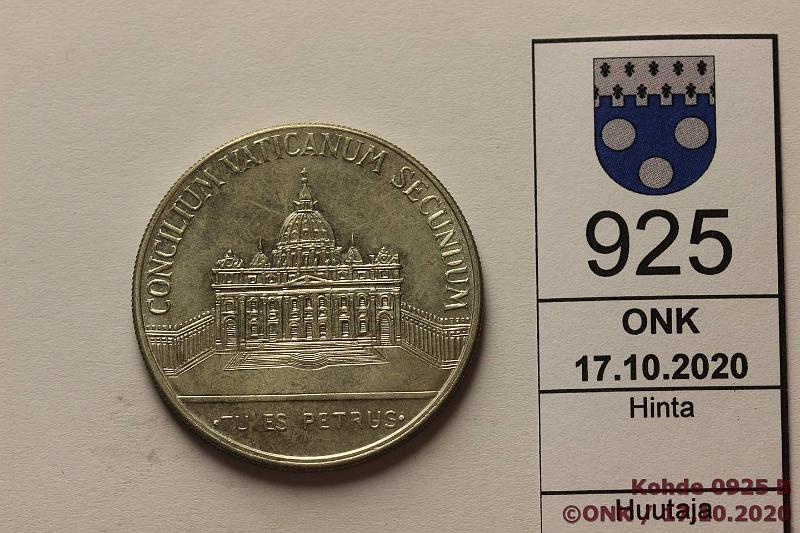 CONCILIUM VATICANUM SECUNDUM
·TU ES PETRUS·
925
ONK
17.10.2020
Hinta
Huutaja
Kohde 0925 B
©ONK / 17.10.2020